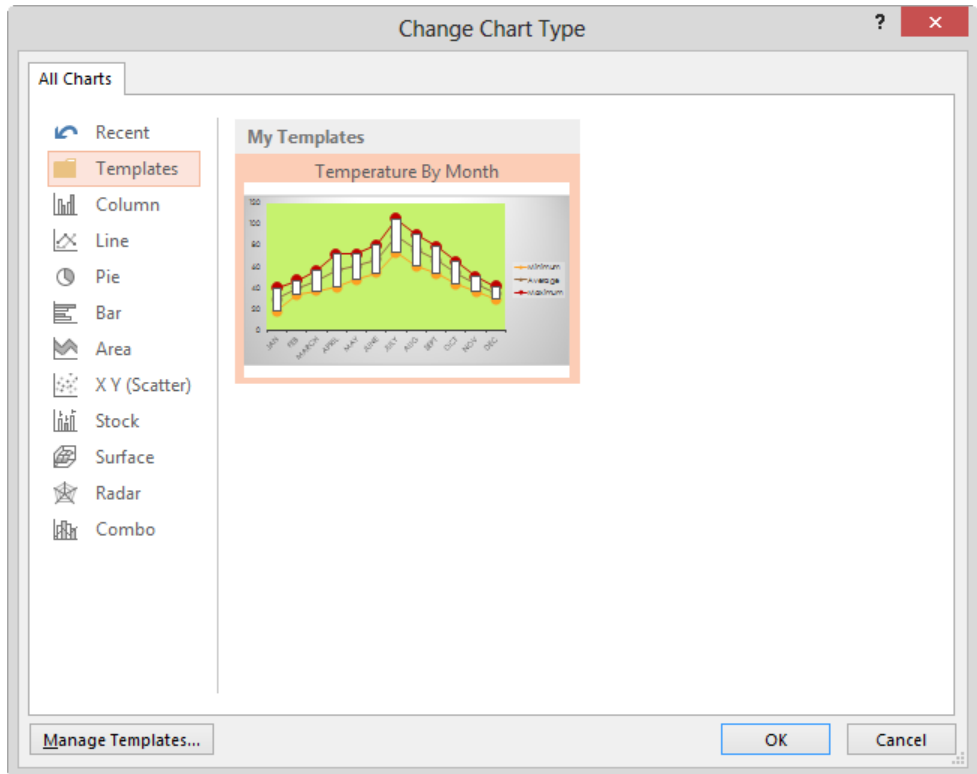 Change Chart Type
?
All Charts
Recent
Templates
Column
Line
Pie
Bar
Area
X Y (Scatter)
Stock
Surface
Radar
Combo
My Templates
Temperature By Month
120
100
80
60
40
20
0
JAN
FEB
MARCH
APRIL
MAY
JUNE
JULY
AUG
SEPT
OCT
NOV
DEC
Minimum
Average
Maximum
Manage Templates...
OK
Cancel